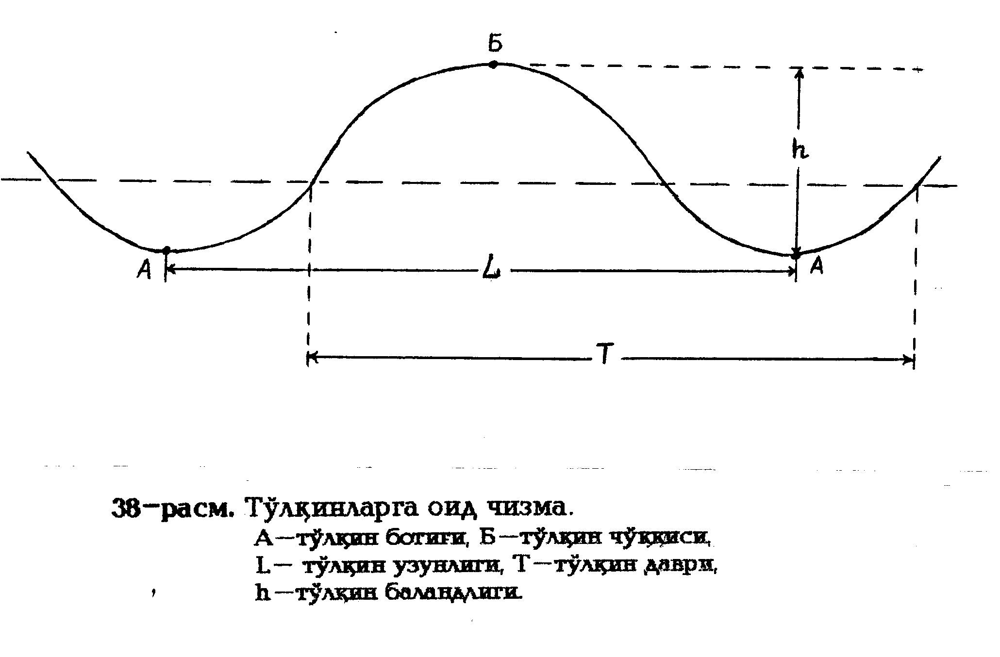 Б
h
А
L
А
Т
38—расм. Тўлқинларга оид чизма.
А—тўлқин ботиғи, Б—тўлқин чўққиси,
L— тўлқин узунлиги, Т—тўлқин даври,
h—тўлқин баландлиги.